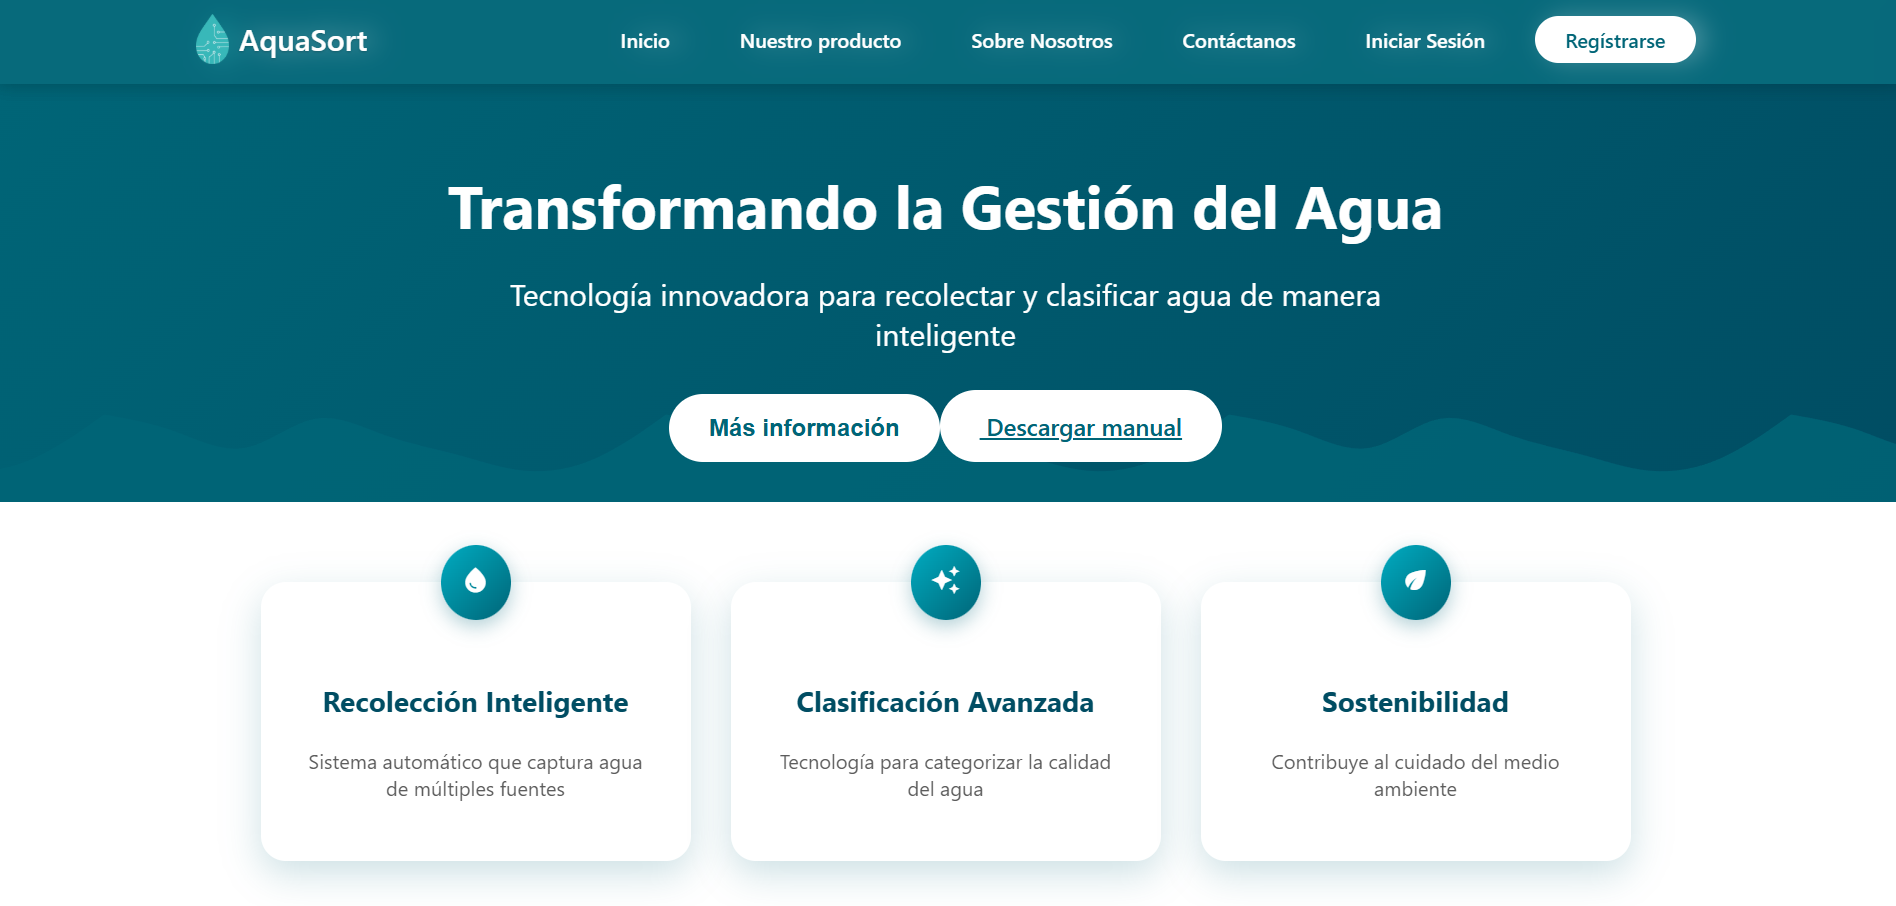 AquaSort
Inicio
Nuestro producto
Sobre Nosotros
Contáctanos
Iniciar Sesión
Regístrarse
Transformando la Gestión del Agua
Tecnología innovadora para recolectar y clasificar agua de manera
inteligente
Más información
Descargar manual
Recolección Inteligente
Sistema automático que captura agua
de múltiples fuentes
Clasificación Avanzada
Tecnología para categorizar la calidad
del agua
Sostenibilidad
Contribuye al cuidado del medio
ambiente